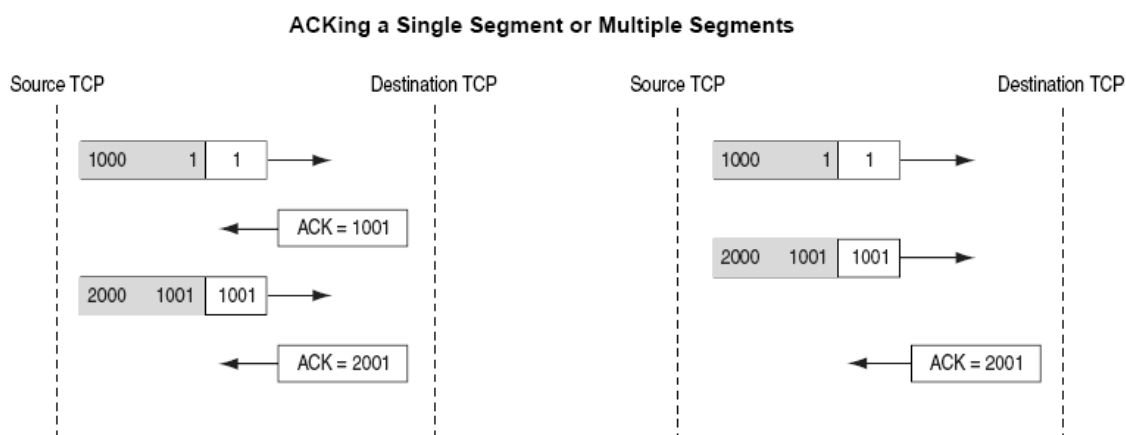 ACKing a Single Segment or Multiple Segments
Source TCP Destination TCP Source TCP Destination TCP
1000 1 1 1000 1 1
ACK = 1001
2000 1001 1001
2000 1001 1001
ACK = 2001 ACK = 2001